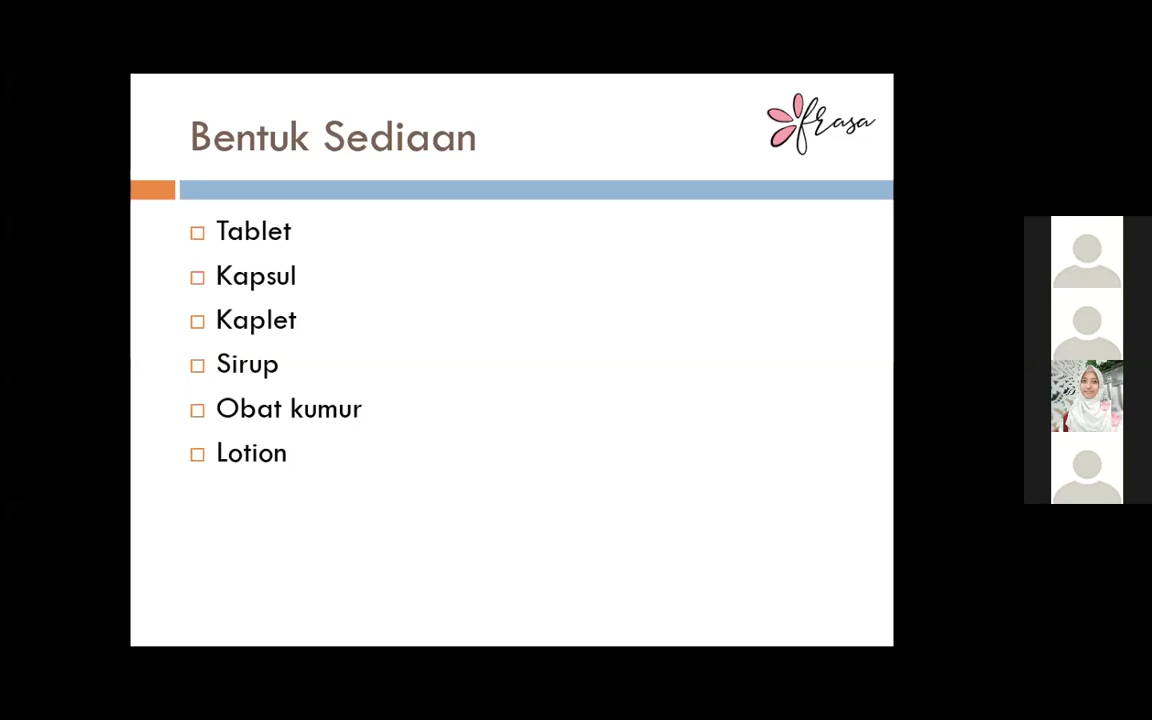 Bentuk Sediaan
frasa
Tablet
Kapsul
Kaplet
Sirup
Obat kumur
Lotion